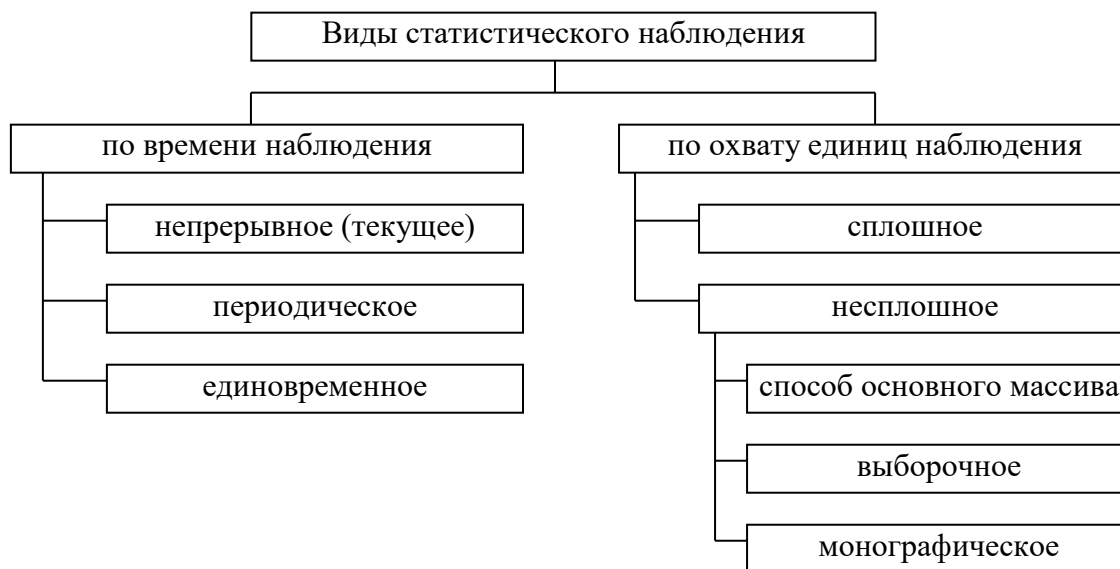 Виды статистического наблюдения
по времени наблюдения
непрерывное (текущее)
периодическое
единовременное
по охвату единиц наблюдения
сплошное
несплошное
способ основного массива
выборочное
монографическое